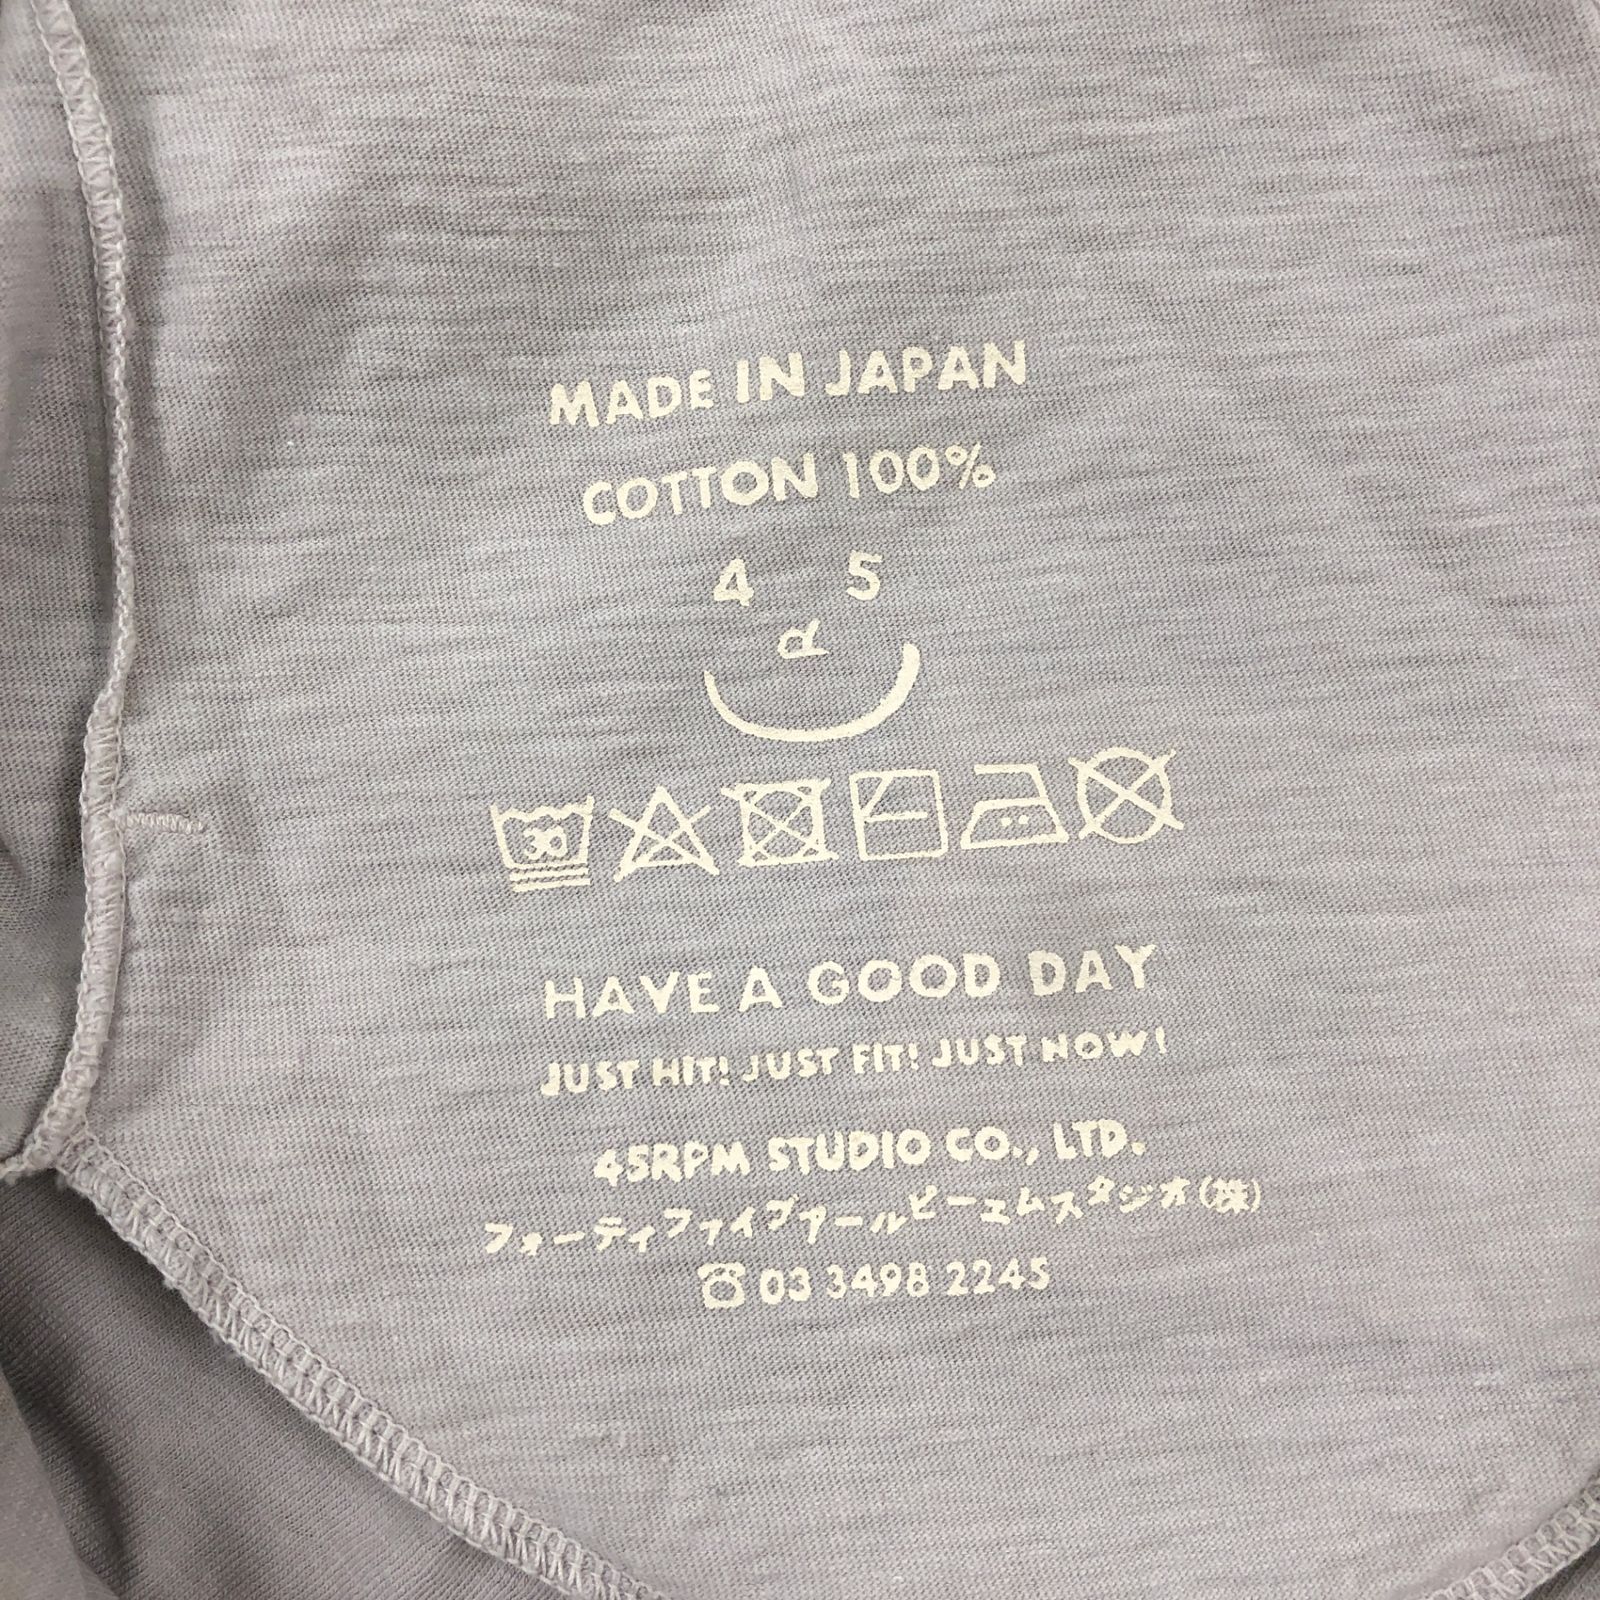 MADE IN JAPAN
COTTON 100%
4 5
R
30
HAVE A GOOD DAY
JUST HIT! JUST FIT! JUST NOW!
45RPM STUDIO CO., LTD.
フォーティファイブアールピーエムスタジオ(株)
☎ 03 3498 2245